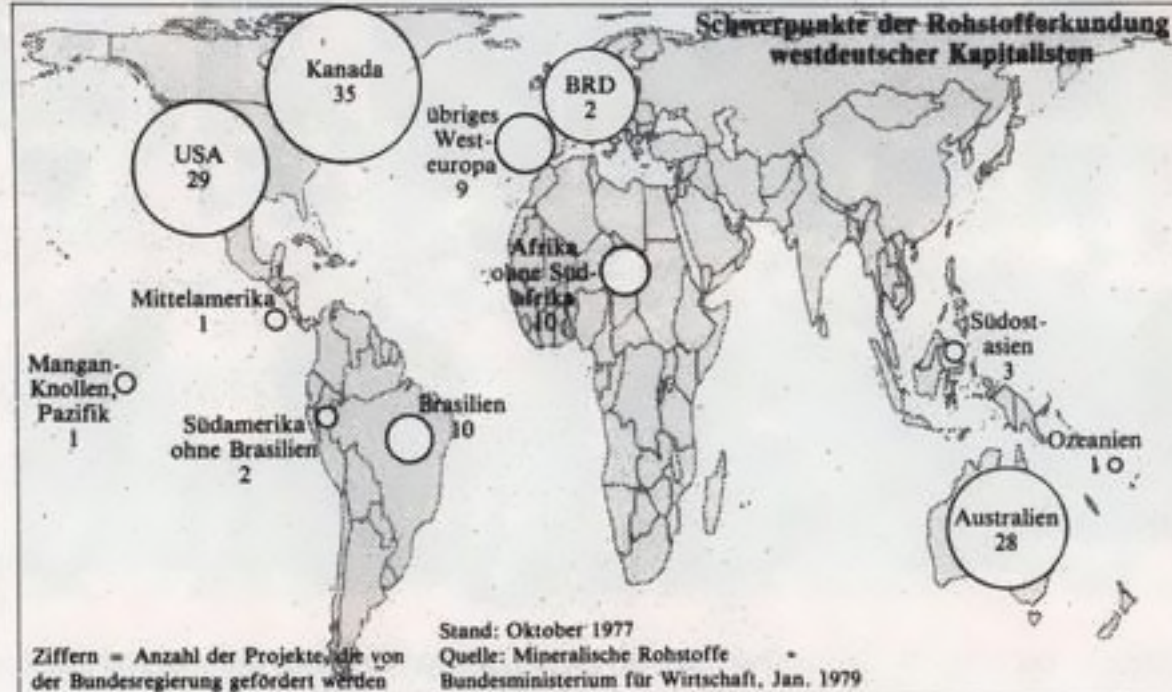 Schwerpunkte der Rohstofferkundung
westdeutscher Kapitalisten
Kanada
35
BRD
2
USA
29
übriges
West-
europa
9
Afrika
ohne Süd-
afrika
10
Mittelamerika
1
Südost-
asien
3
Mangan-
Knollen,
Pazifik
1
Südamerika
ohne Brasilien
2
Brasilien
10
Ozeanien
1
Australien
28
Ziffern = Anzahl der Projekte, die von
der Bundesregierung gefördert werden
Stand: Oktober 1977
Quelle: Mineralische Rohstoffe
Bundesministerium für Wirtschaft, Jan. 1979